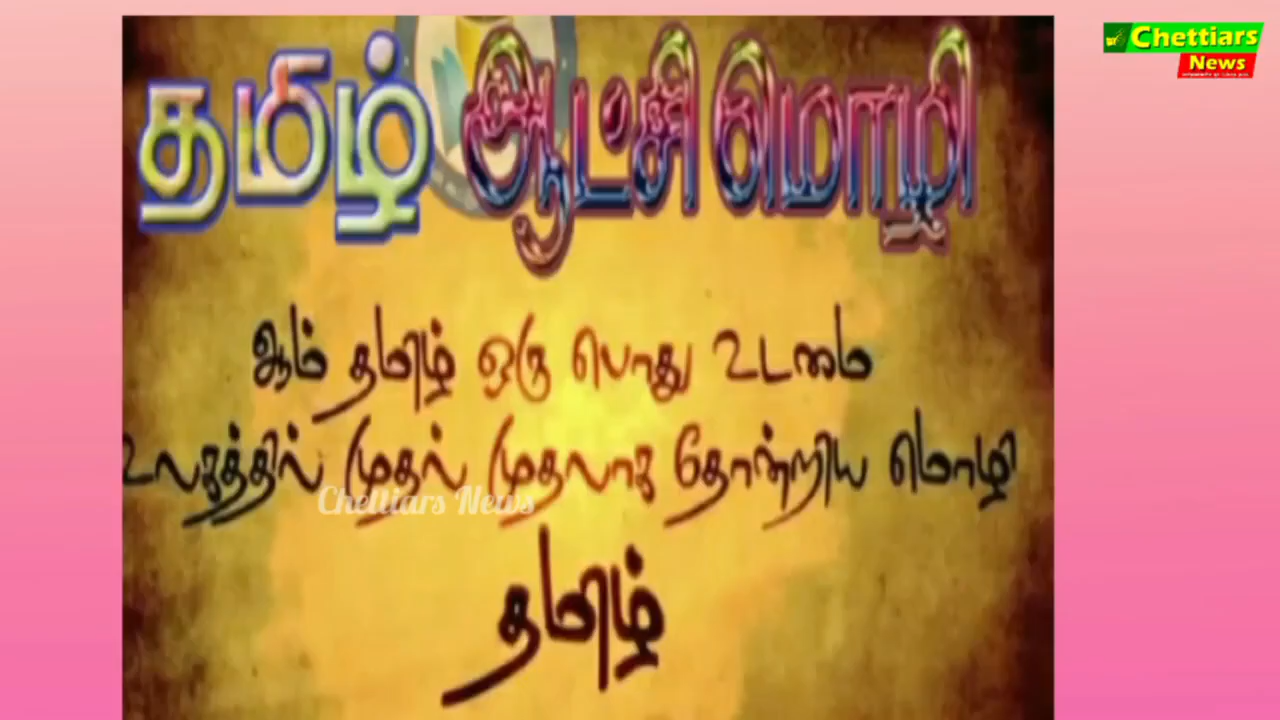 Chettiars
News
தமிழ் ஆட்சி மொழி
ஆம் தமிழ் ஒரு பொது உடமை
உலகத்தில் முதல் முதலாக தோன்றிய மொழி
Chettiars News
தமிழ்